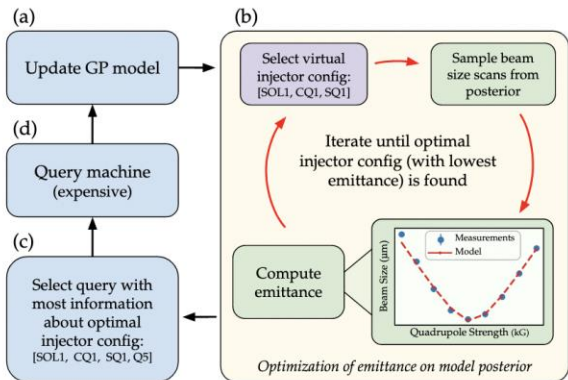 (a)
Update GP model
(d)
Query machine
(expensive)
(c)
Select query with
most information
about optimal
injector config:
[SOL1, CQ1, SQ1, Q5]
(b)
Select virtual
injector config:
[SOL1, CQ1, SQ1]
Sample beam
size scans from
posterior
Iterate until optimal
injector config (with lowest
emittance) is found
Compute
emittance
Beam Size (μm)
Measurements
Model
Quadrupole Strength (kG)
Optimization of emittance on model posterior